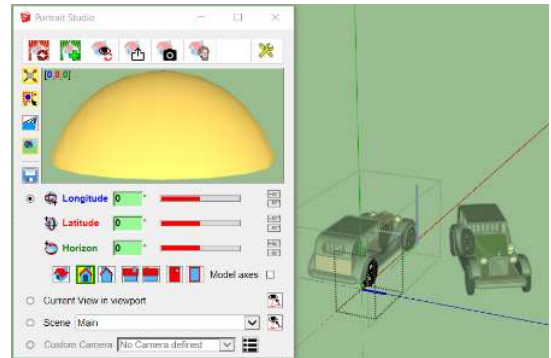 Portrait Studio
[0,0,0]
Longitude 0 °
Latitude 0 °
Horizon 0 °
Model axes
Current View in viewport
Scene Main
Custom Camera No Camera defined